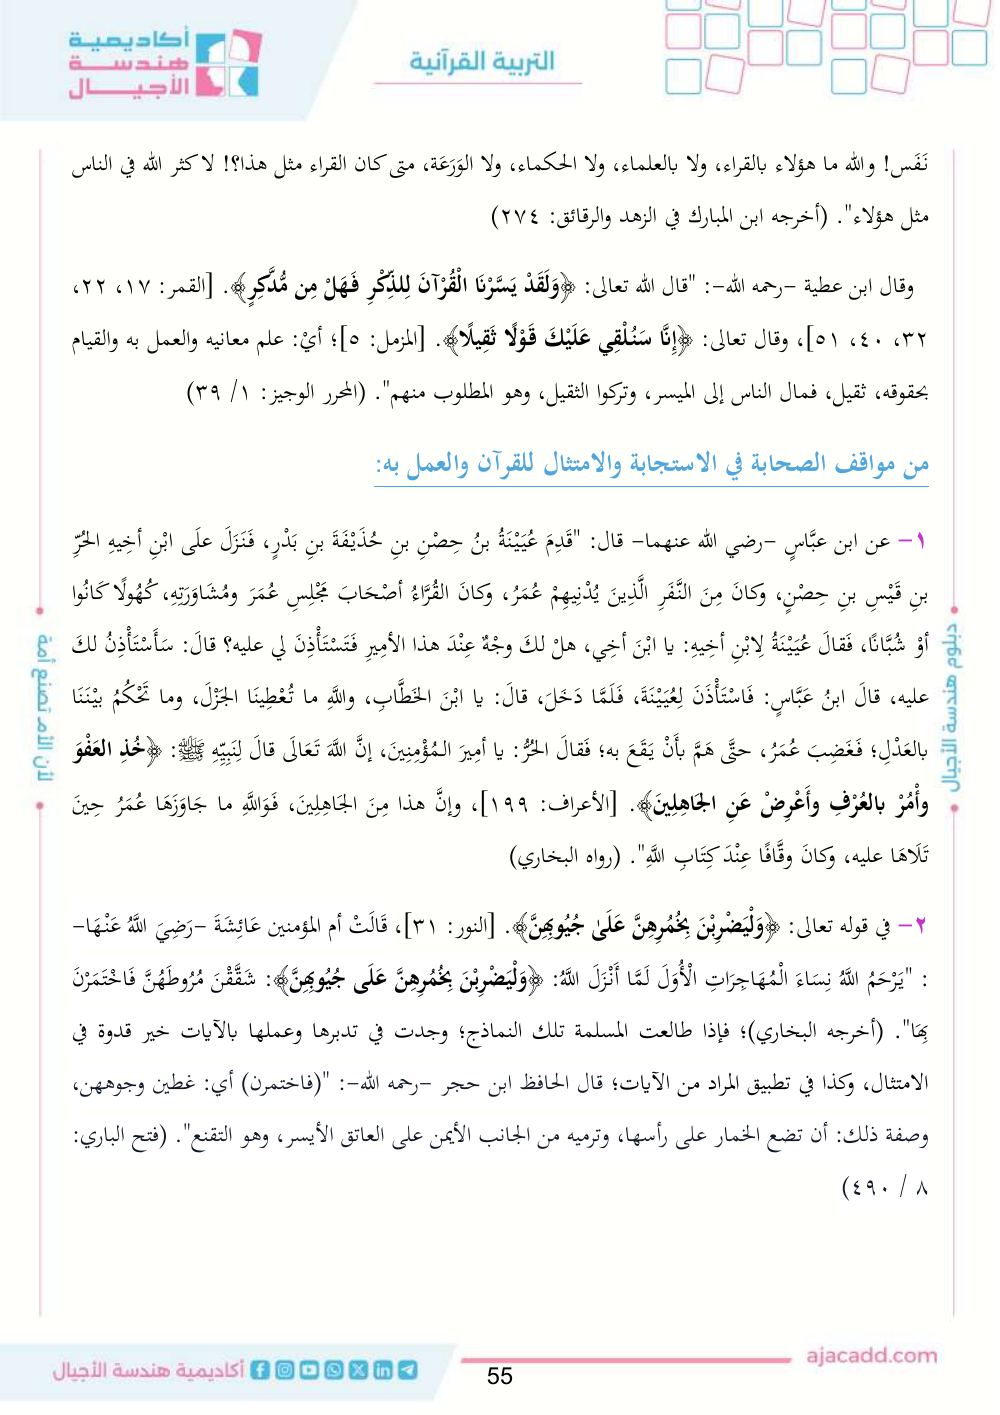 أكاديمية
هندسة
الأجيال
التربية القرآنية
نَفَس! والله ما هؤلاء بالقراء، ولا بالعلماء، ولا الحكماء، ولا الوَرَعَة، متى كان القراء مثل هذا؟! لا كثر الله في الناس
مثل هؤلاء". (أخرجه ابن المبارك في الزهد والرقائق: ٢٧٤)
وقال ابن عطية –رحمه الله–: "قال الله تعالى: ﴿وَلَقَدْ يَسَّرْنَا الْقُرْآنَ لِلذِّكْرِ فَهَلْ مِن مُّدَّكِرٍ﴾. [القمر: ١٧، ٢٢،
٣٢، ٤٠، ٥١]، وقال تعالى: ﴿إِنَّا سَنُلْقِي عَلَيْكَ قَوْلًا ثَقِيلًا﴾. [المزمل: ٥]؛ أيْ: علم معانيه والعمل به والقيام
بحقوقه، ثقيل، فمال الناس إلى الميسر، وتركوا الثقيل، وهو المطلوب منهم". (المحرر الوجيز: ١/ ٣٩)
من مواقف الصحابة في الاستجابة والامتثال للقرآن والعمل به:
١– عن ابن عبَّاسٍ –رضي الله عنهما– قال: "قَدِمَ عُيَيْنَةُ بنُ حِصْنِ بنِ حُذَيْفَةَ بنِ بَدْرٍ، فَنَزَلَ علَى ابْنِ أخِيهِ الحُرِّ
بنِ قَيْسِ بنِ حِصْنٍ، وكانَ مِنَ النَّفَرِ الَّذِينَ يُدْنِيهِمْ عُمَرُ، وكانَ القُرَّاءُ أصْحَابَ مَجْلِسِ عُمَرَ ومُشَاوَرَتِهِ، كُهُولًا كَانُوا
أوْ شُبَّانًا، فَقالَ عُيَيْنَةُ لِابْنِ أخِيهِ: يا ابْنَ أخِي، هلْ لكَ وجْهٌ عِنْدَ هذا الأمِيرِ فَتَسْتَأْذِنَ لي عليه؟ قالَ: سَأَسْتَأْذِنُ لكَ
عليه، قالَ ابنُ عَبَّاسٍ: فَاسْتَأْذَنَ لِعُيَيْنَةَ، فَلَمَّا دَخَلَ، قالَ: يا ابْنَ الخَطَّابِ، واللَّهِ ما تُعْطِينَا الجَزْلَ، وما تَحْكُمُ بيْنَنَا
بالعَدْلِ؛ فَغَضِبَ عُمَرُ، حتَّى هَمَّ بأَنْ يَقَعَ به؛ فَقالَ الحُرُّ: يا أمِيرَ المُؤْمِنِينَ، إنَّ اللَّهَ تَعَالَى قالَ لِنَبِيِّهِ ﷺ: ﴿خُذِ العَفْوَ
وأْمُرْ بالعُرْفِ وأَعْرِضْ عَنِ الجَاهِلِينَ﴾. [الأعراف: ١٩٩]، وإنَّ هذا مِنَ الجَاهِلِينَ، فَوَاللَّهِ ما جَاوَزَهَا عُمَرُ حِينَ
تَلَاهَا عليه، وكانَ وقَّافًا عِنْدَ كِتَابِ اللَّهِ". (رواه البخاري)
٢– في قوله تعالى: ﴿وَلْيَضْرِبْنَ بِخُمُرِهِنَّ عَلَىٰ جُيُوبِهِنَّ﴾. [النور: ٣١]، قَالَتْ أم المؤمنين عَائِشَةَ –رَضِيَ اللَّهُ عَنْهَا–
: "يَرْحَمُ اللَّهُ نِسَاءَ الْمُهَاجِرَاتِ الْأُوَلَ لَمَّا أَنْزَلَ اللَّهُ: ﴿وَلْيَضْرِبْنَ بِخُمُرِهِنَّ عَلَى جُيُوبِهِنَّ﴾: شَقَّقْنَ مُرُوطَهُنَّ فَاخْتَمَرْنَ
بِهَا". (أخرجه البخاري)؛ فإذا طالعت المسلمة تلك النماذج؛ وجدت في تدبرها وعملها بالآيات خير قدوة في
الامتثال، وكذا في تطبيق المراد من الآيات؛ قال الحافظ ابن حجر –رحمه الله–: "(فاختمرن) أي: غطين وجوههن،
وصفة ذلك: أن تضع الخمار على رأسها، وترميه من الجانب الأيمن على العاتق الأيسر، وهو التقنع". (فتح الباري:
٨ / ٤٩٠)
دبلوم هندسة الأجيال
لأن الأم تصنع أمة
ajacadd.com
55
أكاديمية هندسة الأجيال